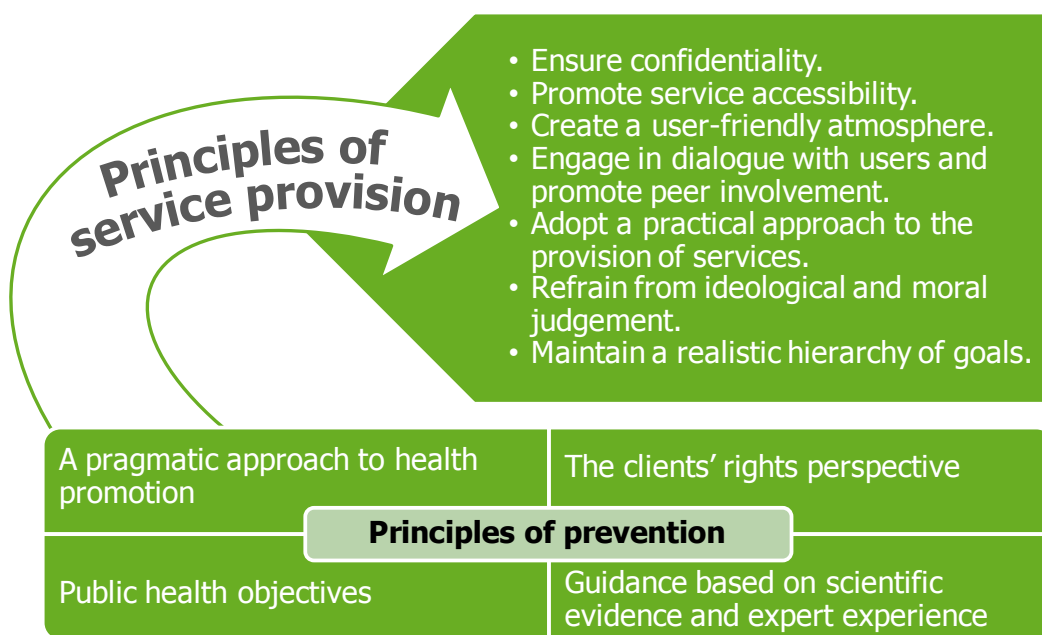 Principles of
service provision
• Ensure confidentiality.
• Promote service accessibility.
• Create a user-friendly atmosphere.
• Engage in dialogue with users and
promote peer involvement.
• Adopt a practical approach to the
provision of services.
• Refrain from ideological and moral
judgement.
• Maintain a realistic hierarchy of goals.
A pragmatic approach to health
promotion
The clients’ rights perspective
Principles of prevention
Public health objectives
Guidance based on scientific
evidence and expert experience